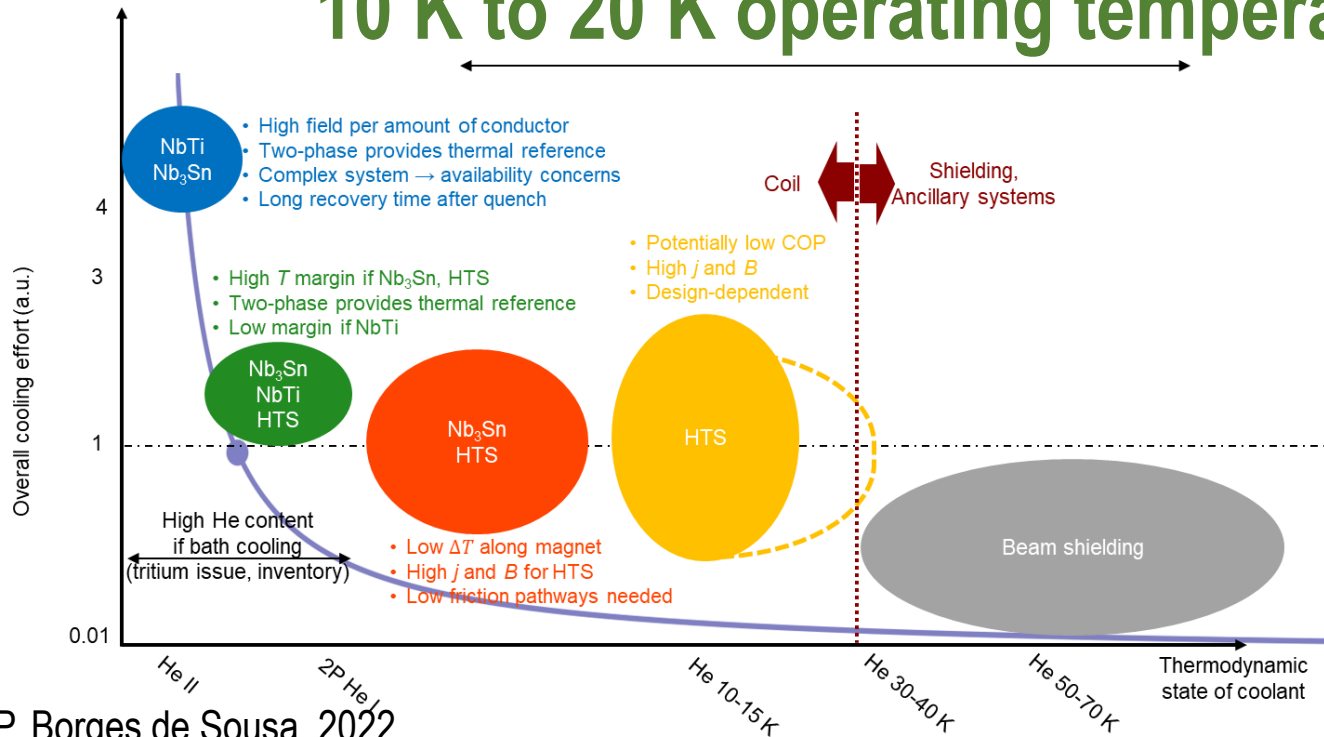 10 K to 20 K operating tempera
NbTi
Nb₃Sn
• High field per amount of conductor
• Two-phase provides thermal reference
• Complex system → availability concerns
• Long recovery time after quench
Coil
Shielding,
Ancillary systems
• Potentially low COP
• High j and B
• Design-dependent
• High T margin if Nb₃Sn, HTS
• Two-phase provides thermal reference
• Low margin if NbTi
Nb₃Sn
NbTi
HTS
Nb₃Sn
HTS
HTS
Beam shielding
High He content
if bath cooling
(tritium issue, inventory)
• Low ΔT along magnet
• High j and B for HTS
• Low friction pathways needed
Overall cooling effort (a.u.)
4
3
1
0.01
He II
2P He I
He 10-15 K
He 30-40 K
He 50-70 K
Thermodynamic
state of coolant
P. Borges de Sousa, 2022